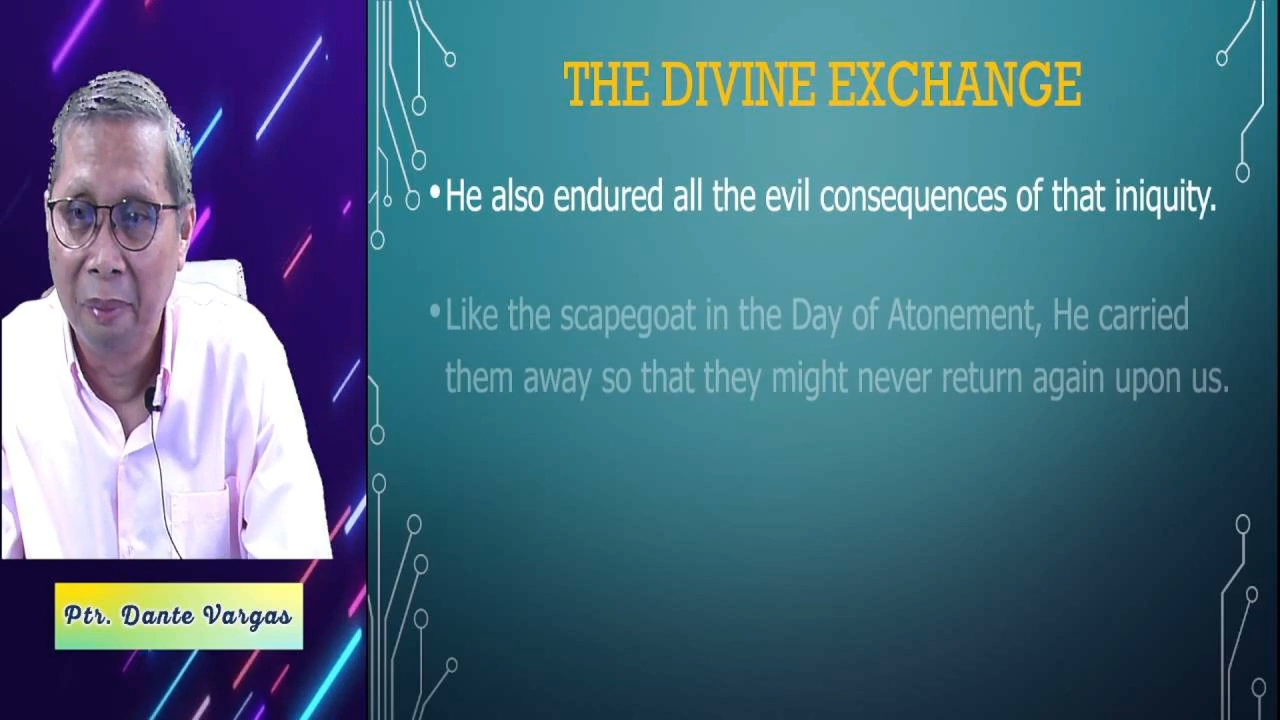 THE DIVINE EXCHANGE
• He also endured all the evil consequences of that iniquity.
• Like the scapegoat in the Day of Atonement, He carried
them away so that they might never return again upon us.
Ptr. Dante Vargas